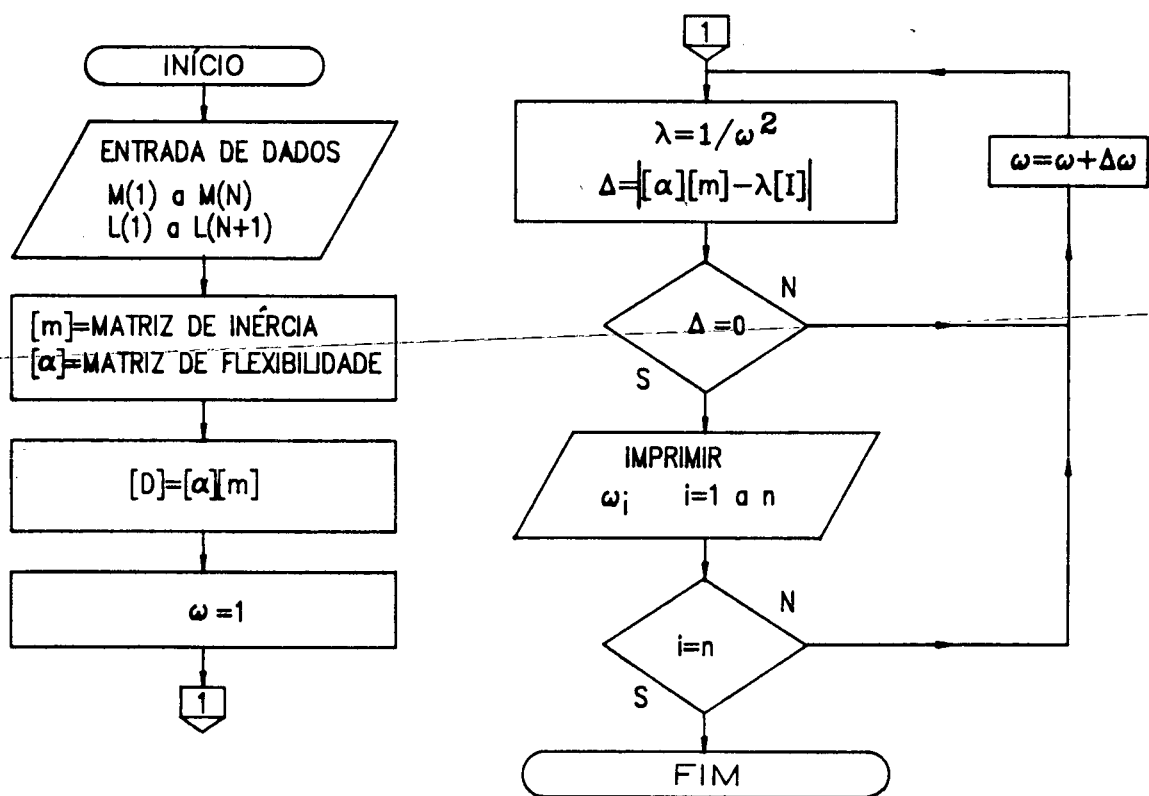 INÍCIO
ENTRADA DE DADOS
M(1) a M(N)
L(1) a L(N+1)
[m]=MATRIZ DE INÉRCIA
[α]=MATRIZ DE FLEXIBILIDADE
[D]=[α][m]
ω=1
1
1
λ=1/ω²
Δ=|[α][m]-λ[I]|
ω=ω+Δω
Δ=0
N
S
IMPRIMIR
ωi i=1 a n
i=n
N
S
FIM